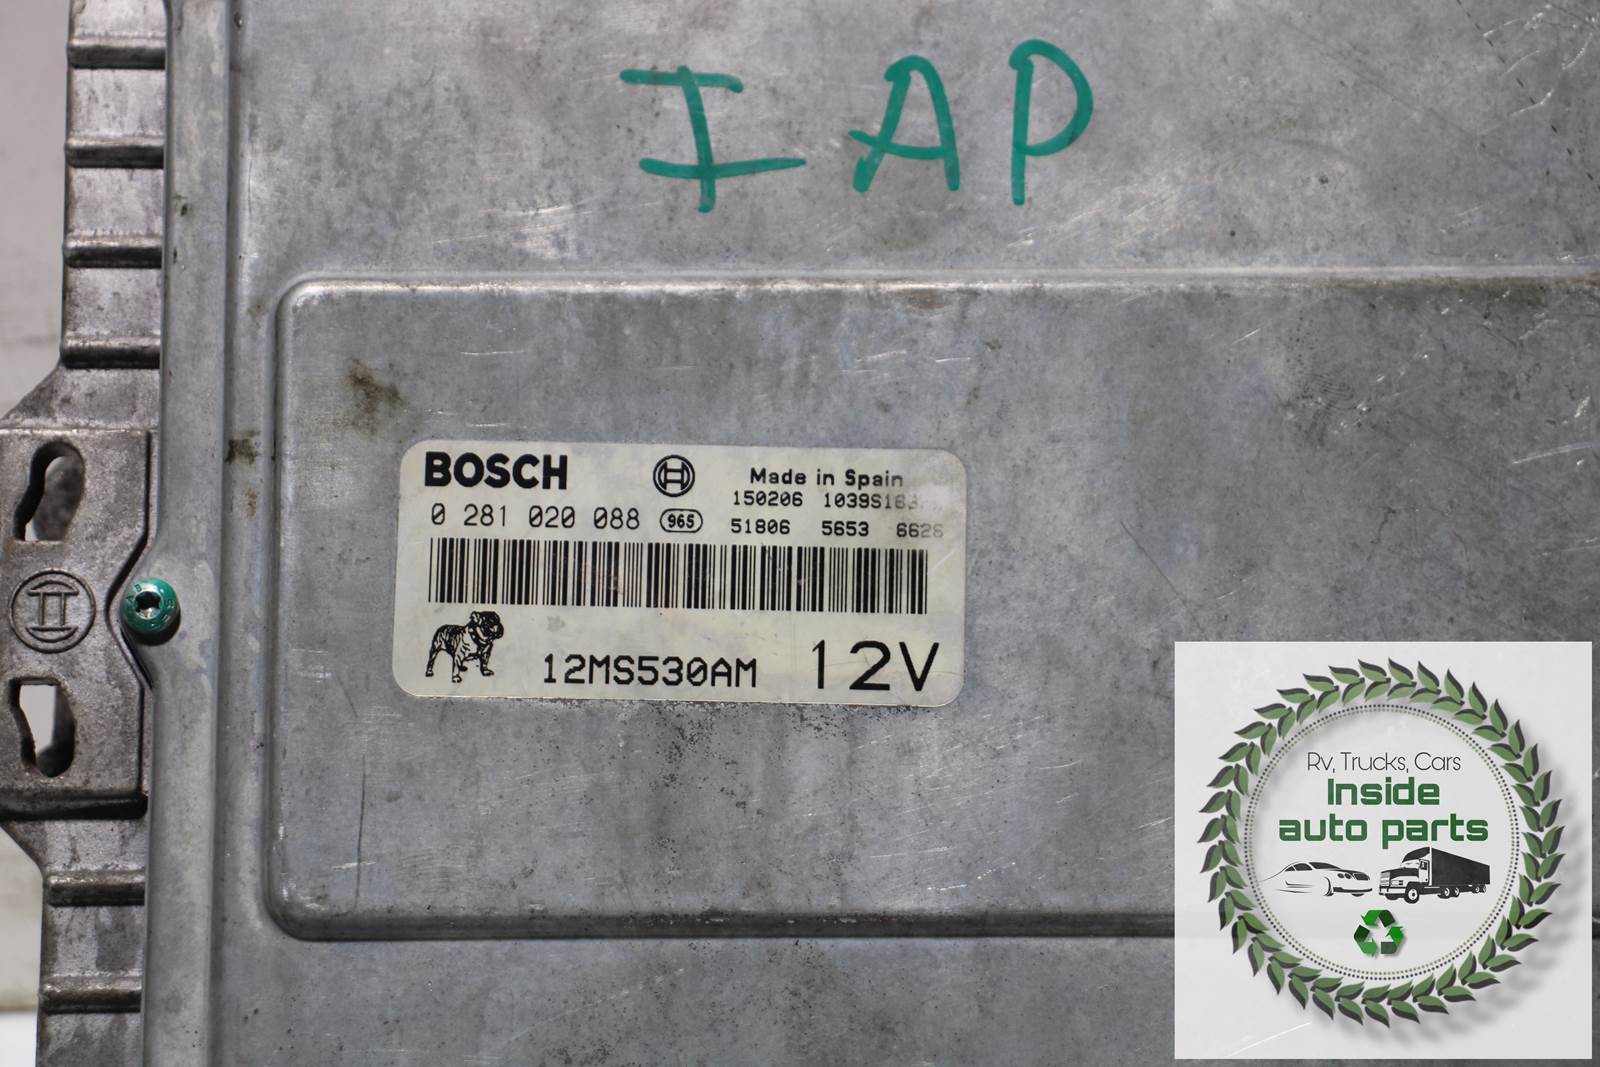 IAP
BOSCH
Made in Spain
150206
0 281 020 088 965 51806 5653 6626
12MS530AM 12V
Rv, Trucks, Cars
Inside
auto parts